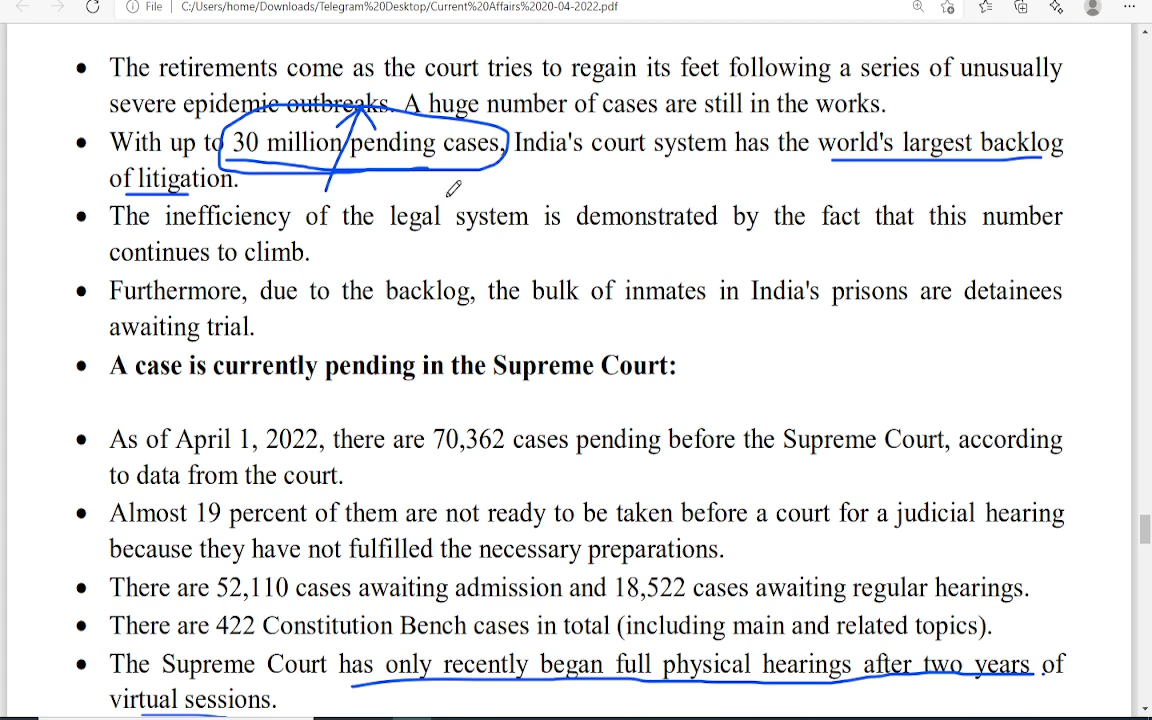 File
C:/Users/home/Downloads/Telegram%20Desktop/Current%20Affairs%2020-04-2022.pdf
• The retirements come as the court tries to regain its feet following a series of unusually
severe epidemic outbreaks. A huge number of cases are still in the works.
• With up to 30 million pending cases, India's court system has the world's largest backlog
of litigation.
• The inefficiency of the legal system is demonstrated by the fact that this number
continues to climb.
• Furthermore, due to the backlog, the bulk of inmates in India's prisons are detainees
awaiting trial.
• A case is currently pending in the Supreme Court:
• As of April 1, 2022, there are 70,362 cases pending before the Supreme Court, according
to data from the court.
• Almost 19 percent of them are not ready to be taken before a court for a judicial hearing
because they have not fulfilled the necessary preparations.
• There are 52,110 cases awaiting admission and 18,522 cases awaiting regular hearings.
• There are 422 Constitution Bench cases in total (including main and related topics).
• The Supreme Court has only recently began full physical hearings after two years of
virtual sessions.